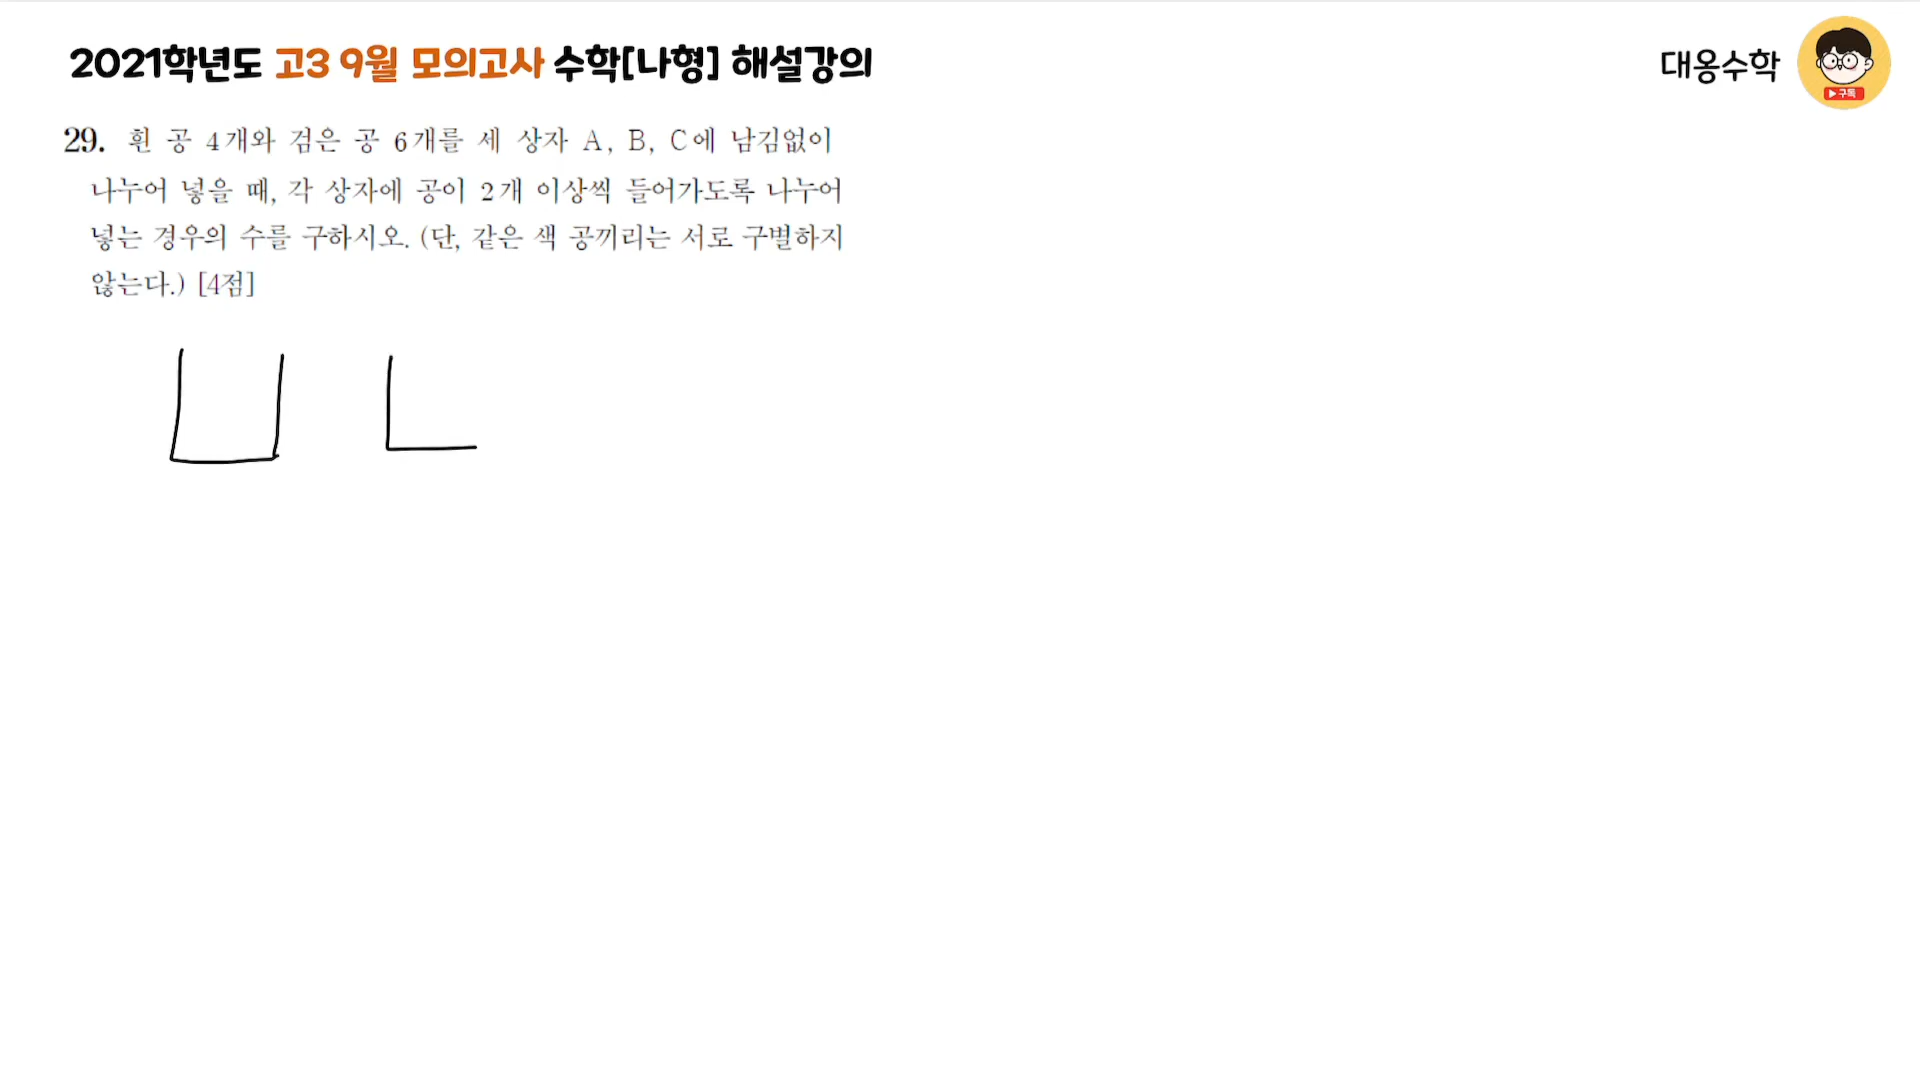 2021학년도 고3 9월 모의고사 수학[나형] 해설강의
대웅수학
구독
29. 흰 공 4개와 검은 공 6개를 세 상자 A, B, C에 남김없이
나누어 넣을 때, 각 상자에 공이 2개 이상씩 들어가도록 나누어
넣는 경우의 수를 구하시오. (단, 같은 색 공끼리는 서로 구별하지
않는다.) [4점]